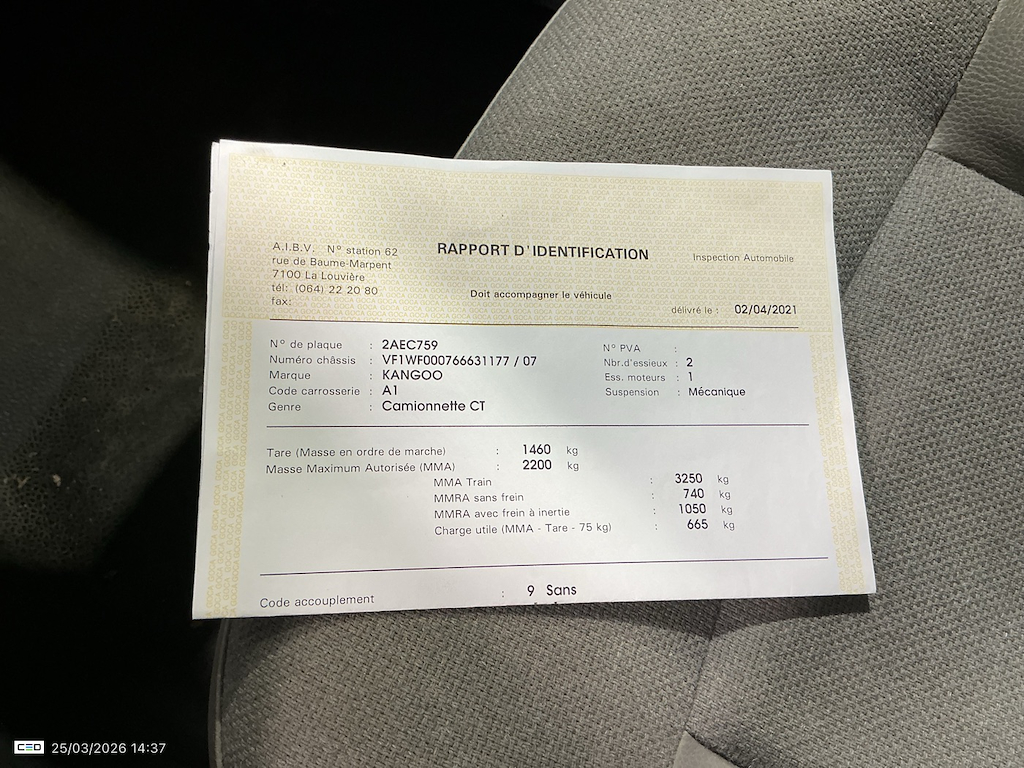 RAPPORT D'IDENTIFICATION
Inspection Automobile
A.I.B.V. N° station 62
rue de Baume-Marpent
7100 La Louvière
tél: (064) 22 20 80
fax:
Doit accompagner le véhicule
délivré le : 02/04/2021
N° de plaque : 2AEC759
Numéro châssis : VF1WF000766631177 / 07
Marque : KANGOO
Code carrosserie : A1
Genre : Camionnette CT
N° PVA :
Nbr.d'essieux : 2
Ess. moteurs : 1
Suspension : Mécanique
Tare (Masse en ordre de marche) : 1460 kg
Masse Maximum Autorisée (MMA) : 2200 kg
MMA Train : 3250 kg
MMRA sans frein : 740 kg
MMRA avec frein à inertie : 1050 kg
Charge utile (MMA - Tare - 75 kg) : 665 kg
Code accouplement : 9 Sans
CEO 25/03/2026 14:37